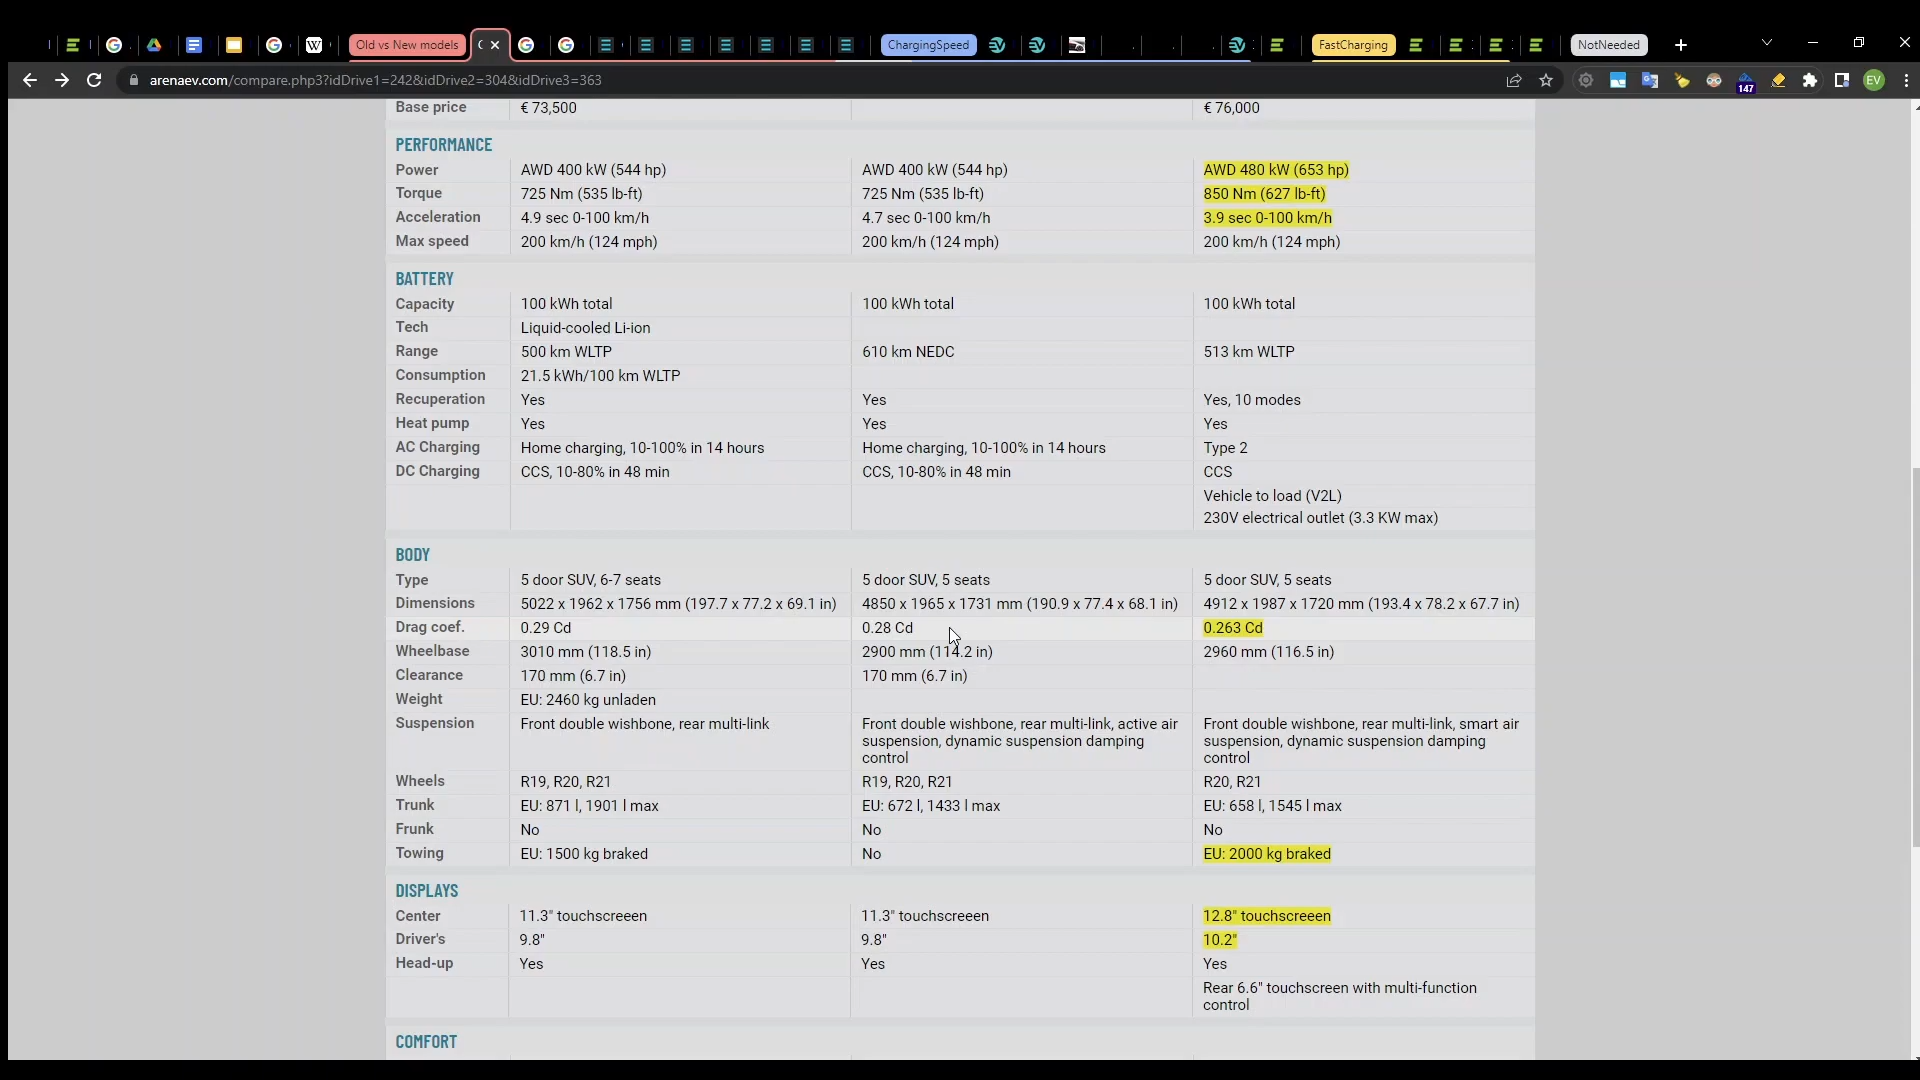 Old vs New models
ChargingSpeed
FastCharging
NotNeeded
arenaev.com/compare.php3?idDrive1=242&idDrive2=304&idDrive3=363
147
EV
Base price € 73,500 € 76,000
PERFORMANCE
Power AWD 400 kW (544 hp) AWD 400 kW (544 hp) AWD 480 kW (653 hp)
Torque 725 Nm (535 lb-ft) 725 Nm (535 lb-ft) 850 Nm (627 lb-ft)
Acceleration 4.9 sec 0-100 km/h 4.7 sec 0-100 km/h 3.9 sec 0-100 km/h
Max speed 200 km/h (124 mph) 200 km/h (124 mph) 200 km/h (124 mph)
BATTERY
Capacity 100 kWh total 100 kWh total 100 kWh total
Tech Liquid-cooled Li-ion
Range 500 km WLTP 610 km NEDC 513 km WLTP
Consumption 21.5 kWh/100 km WLTP
Recuperation Yes Yes Yes, 10 modes
Heat pump Yes Yes Yes
AC Charging Home charging, 10-100% in 14 hours Home charging, 10-100% in 14 hours Type 2
DC Charging CCS, 10-80% in 48 min CCS, 10-80% in 48 min CCS
Vehicle to load (V2L)
230V electrical outlet (3.3 KW max)
BODY
Type 5 door SUV, 6-7 seats 5 door SUV, 5 seats 5 door SUV, 5 seats
Dimensions 5022 x 1962 x 1756 mm (197.7 x 77.2 x 69.1 in) 4850 x 1965 x 1731 mm (190.9 x 77.4 x 68.1 in) 4912 x 1987 x 1720 mm (193.4 x 78.2 x 67.7 in)
Drag coef. 0.29 Cd 0.28 Cd 0.263 Cd
Wheelbase 3010 mm (118.5 in) 2900 mm (114.2 in) 2960 mm (116.5 in)
Clearance 170 mm (6.7 in) 170 mm (6.7 in)
Weight EU: 2460 kg unladen
Suspension Front double wishbone, rear multi-link Front double wishbone, rear multi-link, active air Front double wishbone, rear multi-link, smart air
suspension, dynamic suspension damping suspension, dynamic suspension damping
control control
Wheels R19, R20, R21 R19, R20, R21 R20, R21
Trunk EU: 871 l, 1901 l max EU: 672 l, 1433 l max EU: 658 l, 1545 l max
Frunk No No No
Towing EU: 1500 kg braked No EU: 2000 kg braked
DISPLAYS
Center 11.3" touchscreeen 11.3" touchscreeen 12.8" touchscreeen
Driver's 9.8" 9.8" 10.2"
Head-up Yes Yes Yes
Rear 6.6" touchscreen with multi-function
control
COMFORT